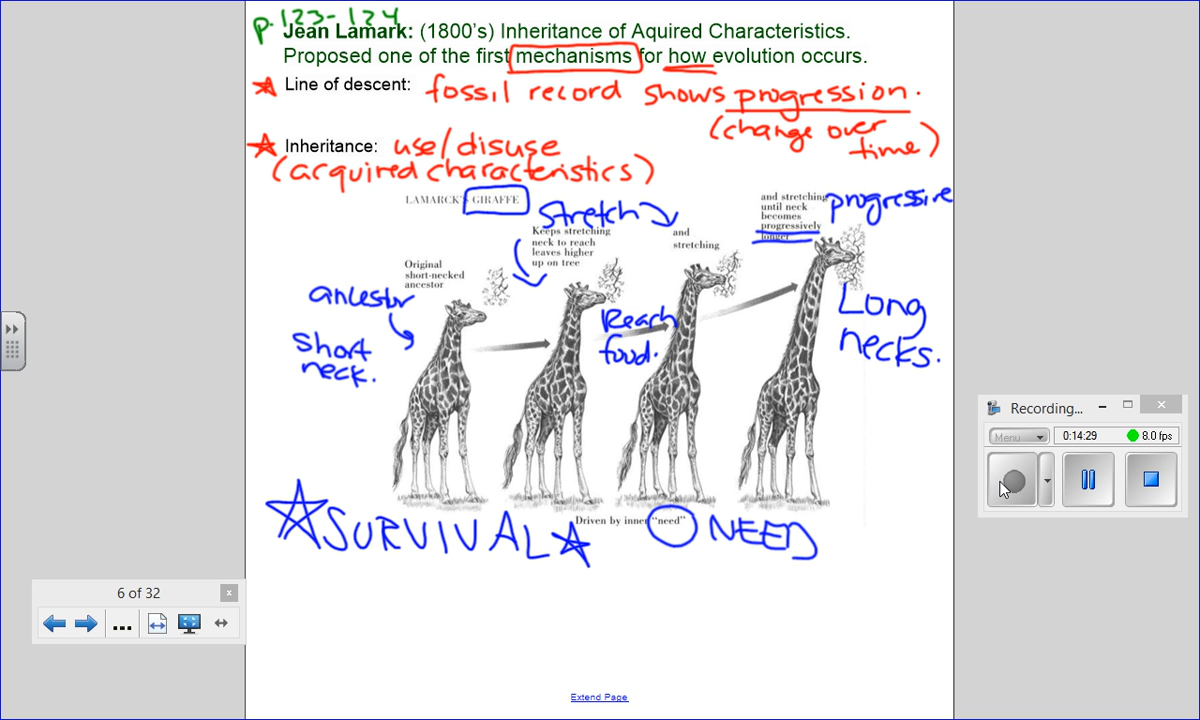 p. 123-124
Jean Lamark: (1800's) Inheritance of Aquired Characteristics.
Proposed one of the first mechanisms for how evolution occurs.
Line of descent: fossil record shows progression.
(change over
time)
Inheritance: use/disuse
(acquired characteristics)
LAMARCK'S GIRAFFE
Stretch
and stretching
until neck
becomes
progressively
longer
progressive
Keeps stretching
neck to reach
leaves higher
up on tree
and
stretching
Original
short-necked
ancestor
ancestor
short
neck.
Reach
food.
Long
necks.
SURVIVAL
Driven by inner "need"
NEED
Recording...
Menu
0:14:29
8.0 fps
6 of 32
Extend Page